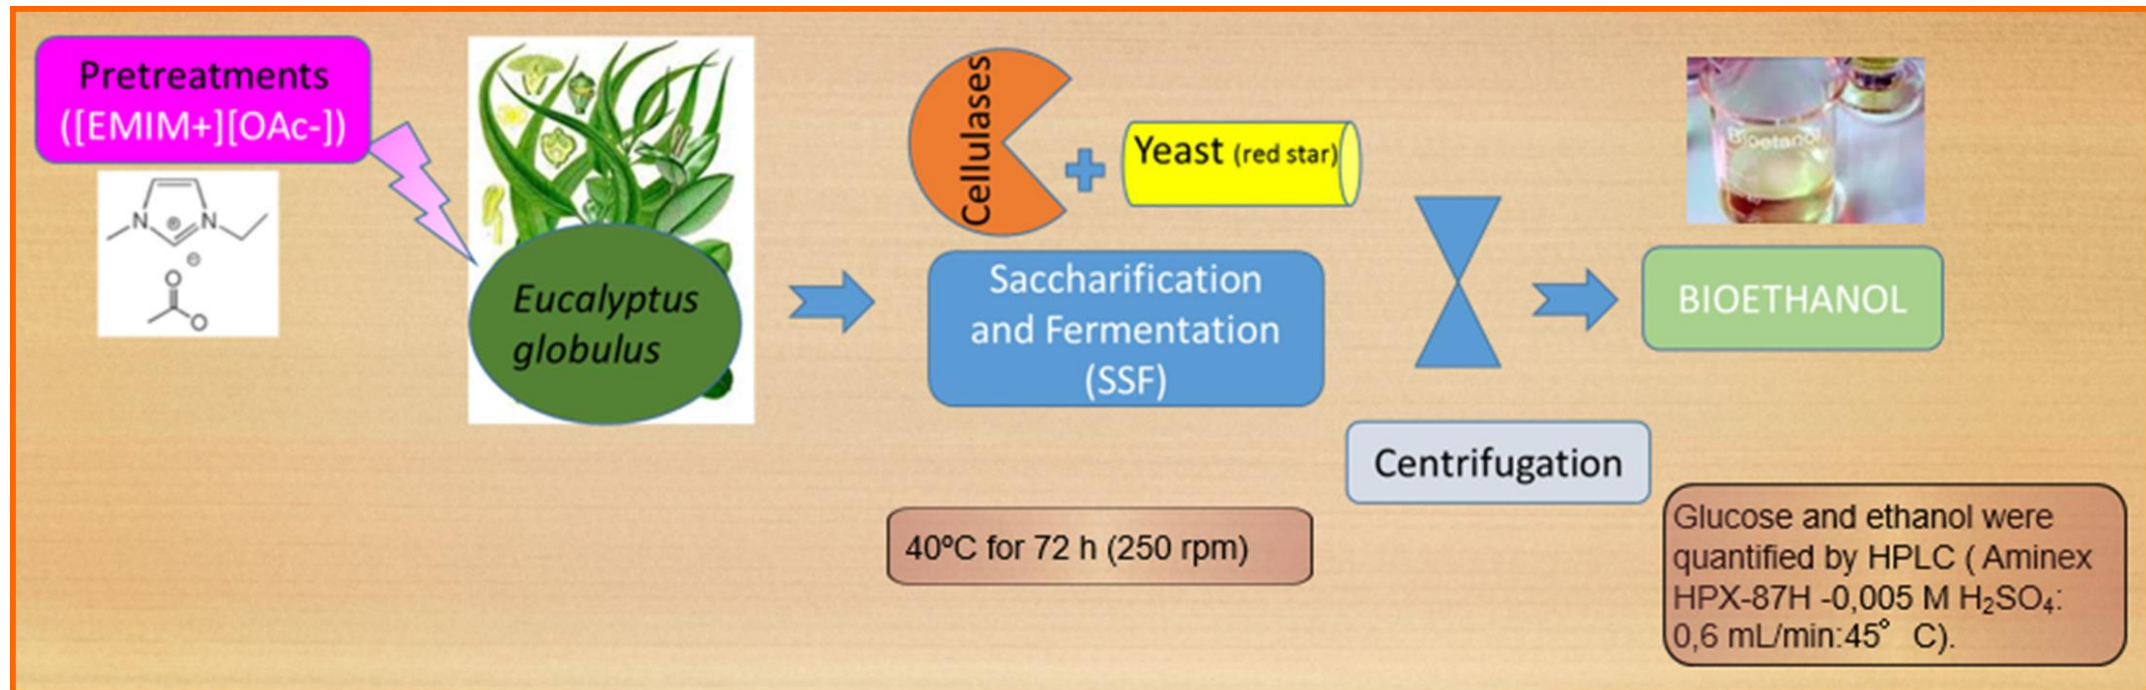 Pretreatments
([EMIM+][OAc-])
N
N
O
O
Eucalyptus
globulus
Cellulases
Yeast (red star)
Saccharification
and Fermentation
(SSF)
40ºC for 72 h (250 rpm)
Centrifugation
Bioetanol
BIOETHANOL
Glucose and ethanol were
quantified by HPLC ( Aminex
HPX-87H -0,005 M H₂SO₄:
0,6 mL/min:45° C).